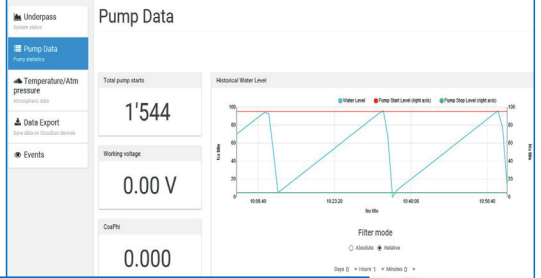 Underpass
System status
Pump Data
Pump statistics
Temperature/Atm pressure
Atmospheric data
Data Export
Save data on Cloudbox devices
Events
Pump Data
Total pump starts
1'544
Working voltage
0.00 V
CosPhi
0.000
Historical Water Level
Water Level
Pump Start Level (right axis)
Pump Stop Level (right axis)
100
80
60
40
20
100
80
60
40
20
0
No title
No title
10:06:40
10:23:20
10:40:00
10:56:40
No title
Filter mode
Absolute Relative
Days 0 Hours 1 Minutes 0